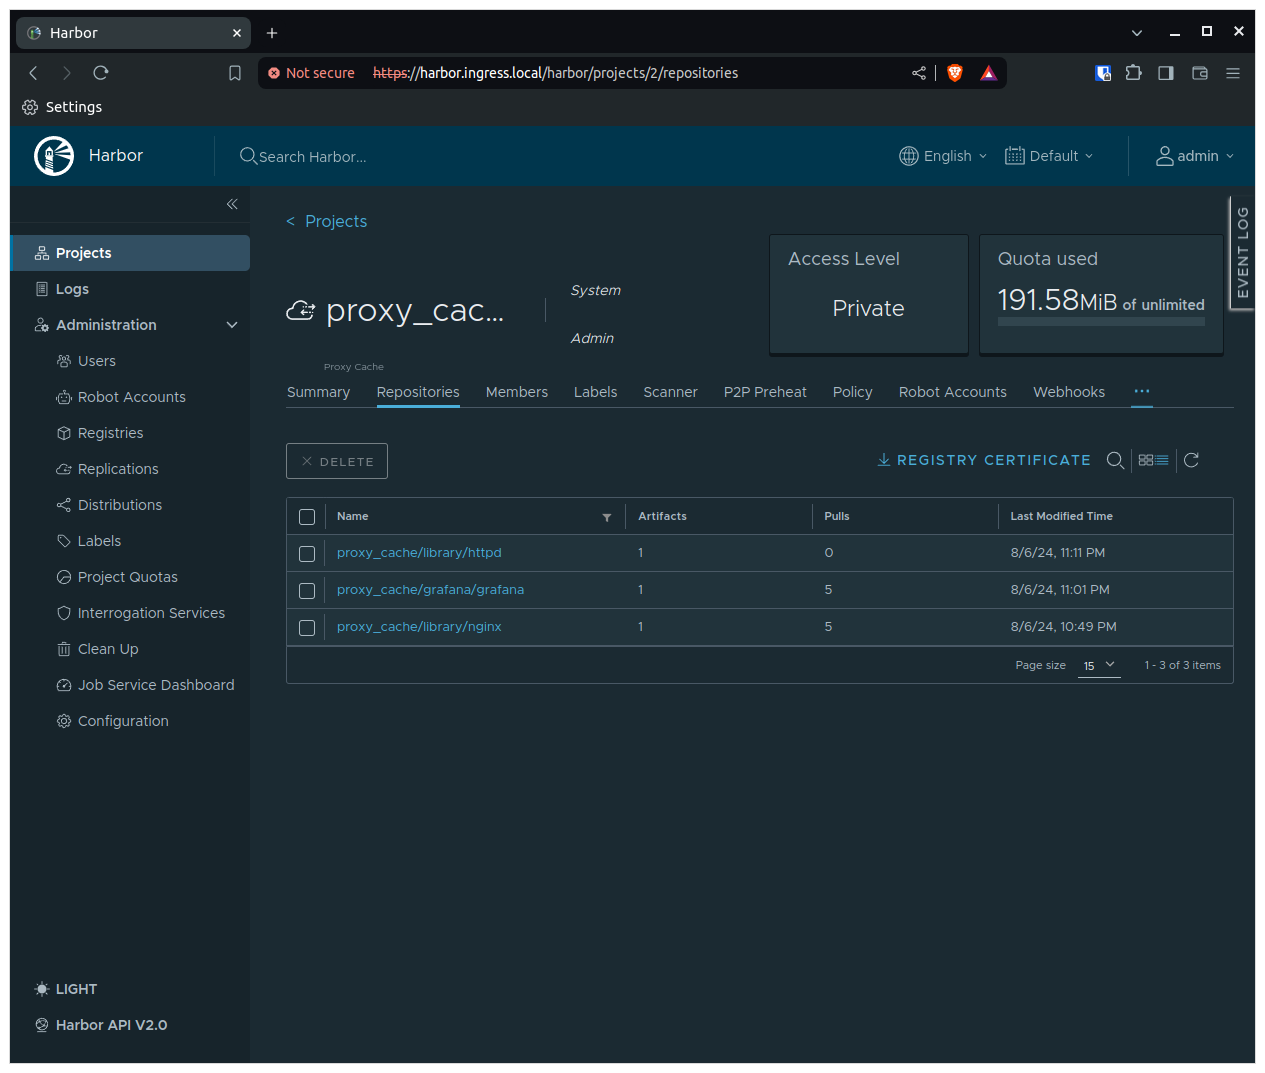 Harbor
Not secure https://harbor.ingress.local/harbor/projects/2/repositories
Settings
Harbor
Search Harbor...
English
Default
admin
Projects
Logs
Administration
Users
Robot Accounts
Registries
Replications
Distributions
Labels
Project Quotas
Interrogation Services
Clean Up
Job Service Dashboard
Configuration
LIGHT
Harbor API V2.0
< Projects
proxy_cac...
System
Admin
Proxy Cache
Access Level
Private
Quota used
191.58MiB of unlimited
EVENT LOG
Summary Repositories Members Labels Scanner P2P Preheat Policy Robot Accounts Webhooks ...
DELETE
REGISTRY CERTIFICATE
Name Artifacts Pulls Last Modified Time
proxy_cache/library/httpd 1 0 8/6/24, 11:11 PM
proxy_cache/grafana/grafana 1 5 8/6/24, 11:01 PM
proxy_cache/library/nginx 1 5 8/6/24, 10:49 PM
Page size 15 1 - 3 of 3 items